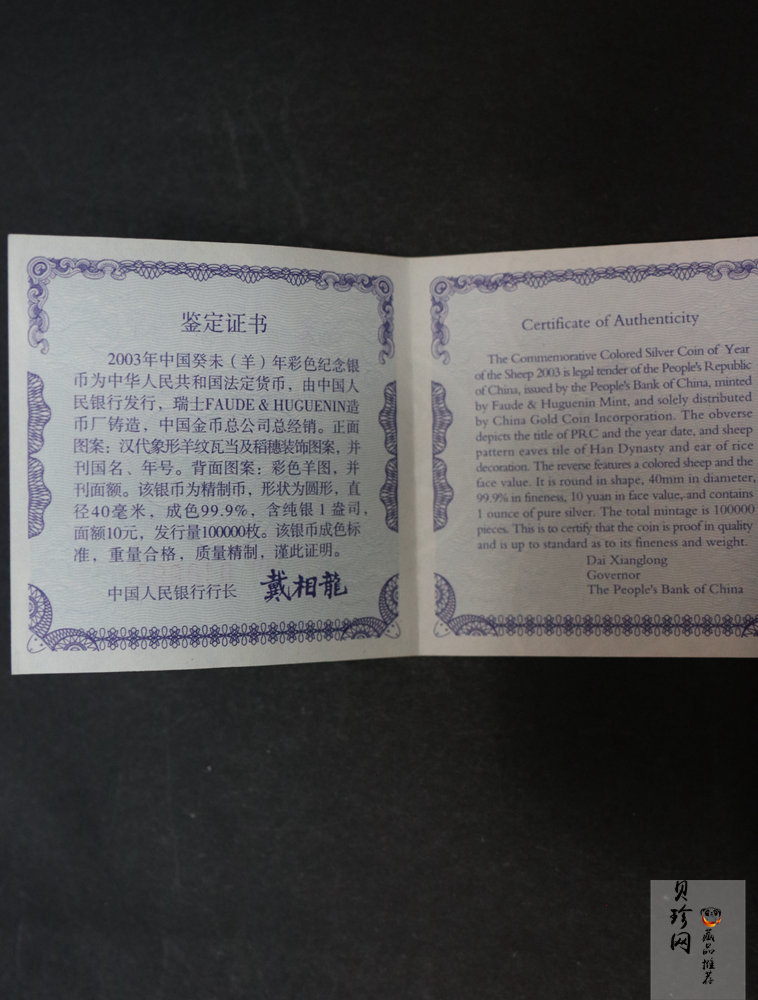 鉴定证书
2003年中国癸未（羊）年彩色纪念银
币为中华人民共和国法定货币，由中国人
民银行发行，瑞士FAUDE & HUGUENIN造
币厂铸造，中国金币总公司总经销。正面
图案：汉代象形羊纹瓦当及稻穗装饰图案，并
刊国名、年号。背面图案：彩色羊图，并
刊面额。该银币为精制币，形状为圆形，直
径40毫米，成色99.9%，含纯银1盎司，
面额10元，发行量100000枚。该银币成色标
准，重量合格，质量精制，谨此证明。
中国人民银行行长 戴相龍
Certificate of Authenticity
The Commemorative Colored Silver Coin of Year
of the Sheep 2003 is legal tender of the People's Republic
of China, issued by the People's Bank of China, minted
by Faude & Huguenin Mint, and solely distributed
by China Gold Coin Incorporation. The obverse
depicts the title of PRC and the year date, and sheep
pattern eaves tile of Han Dynasty and ear of rice
decoration. The reverse features a colored sheep and the
face value. It is round in shape, 40mm in diameter,
99.9% in fineness, 10 yuan in face value, and contains
1 ounce of pure silver. The total mintage is 100000
pieces. This is to certify that the coin is proof in quality
and is up to standard as to its fineness and weight.
Dai Xianglong
Governor
The People's Bank of China
贝珍网
藏品推荐